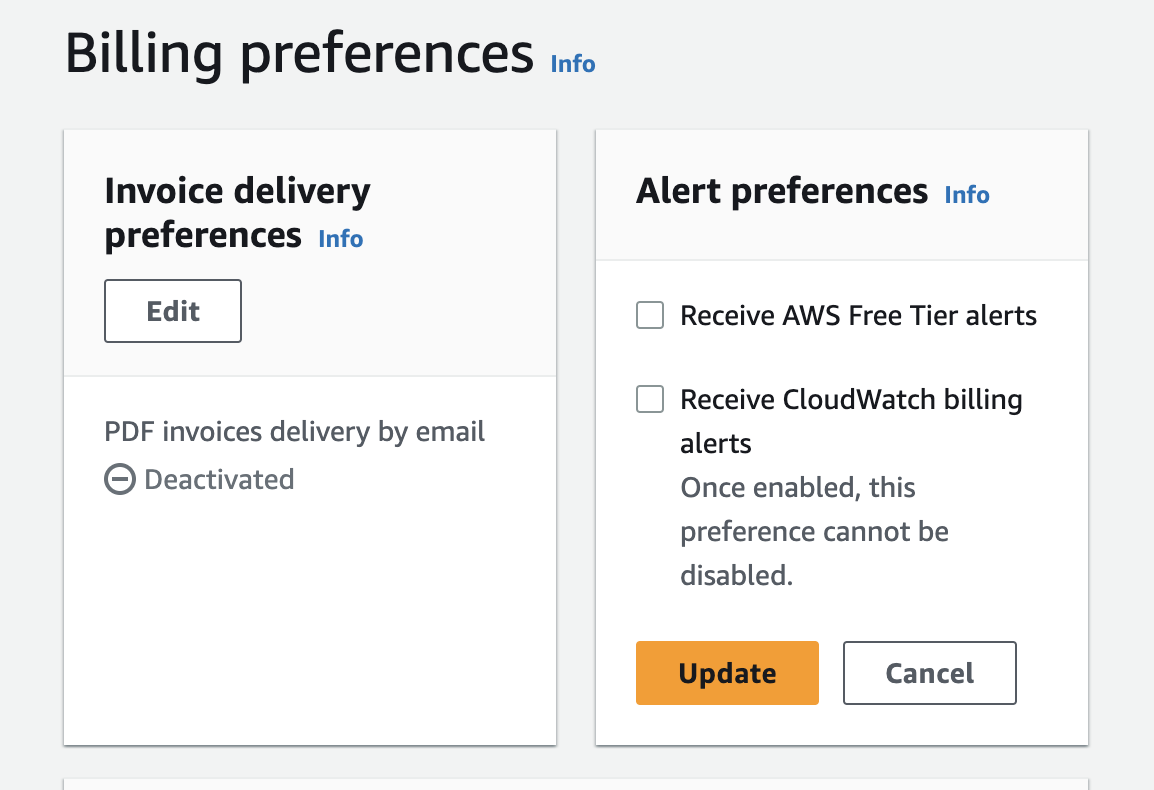 Billing preferences Info
Invoice delivery
preferences Info
Edit
PDF invoices delivery by email
Deactivated
Alert preferences Info
Receive AWS Free Tier alerts
Receive CloudWatch billing
alerts
Once enabled, this
preference cannot be
disabled.
Update
Cancel